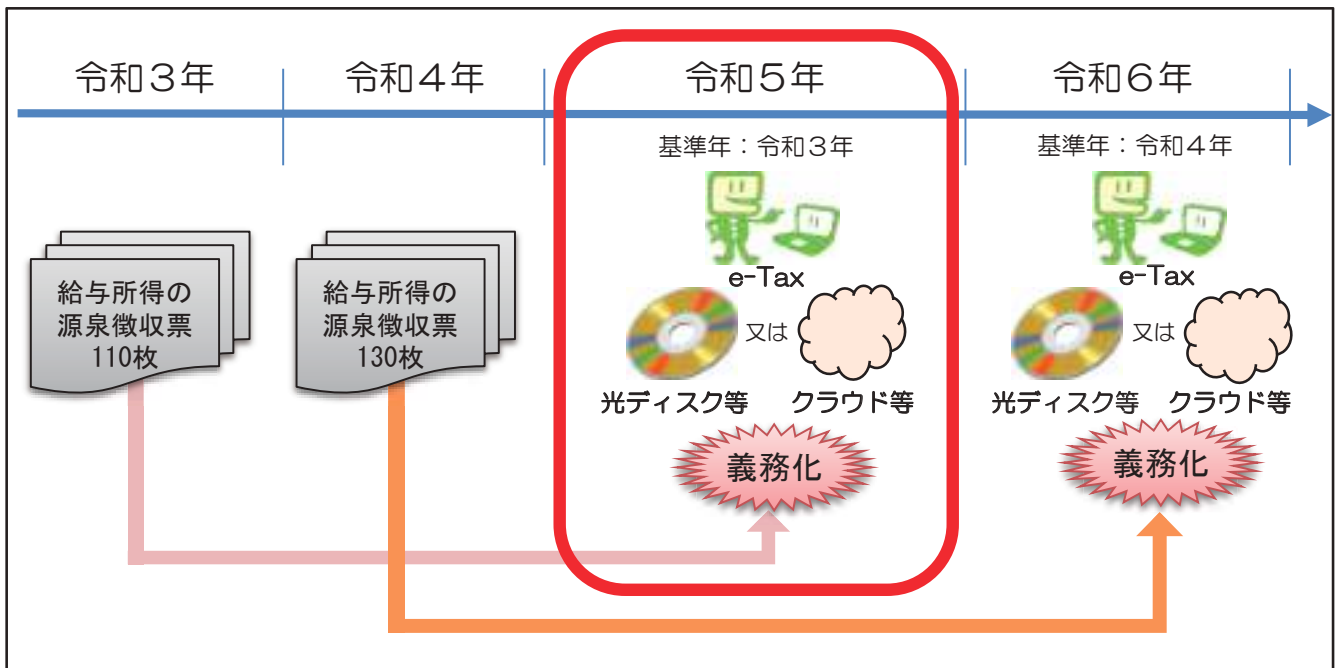 令和3年
令和4年
令和5年
令和6年
基準年:令和3年
基準年:令和4年
給与所得の
源泉徴収票
110枚
給与所得の
源泉徴収票
130枚
e-Tax
又は
光ディスク等
クラウド等
義務化
e-Tax
又は
光ディスク等
クラウド等
義務化